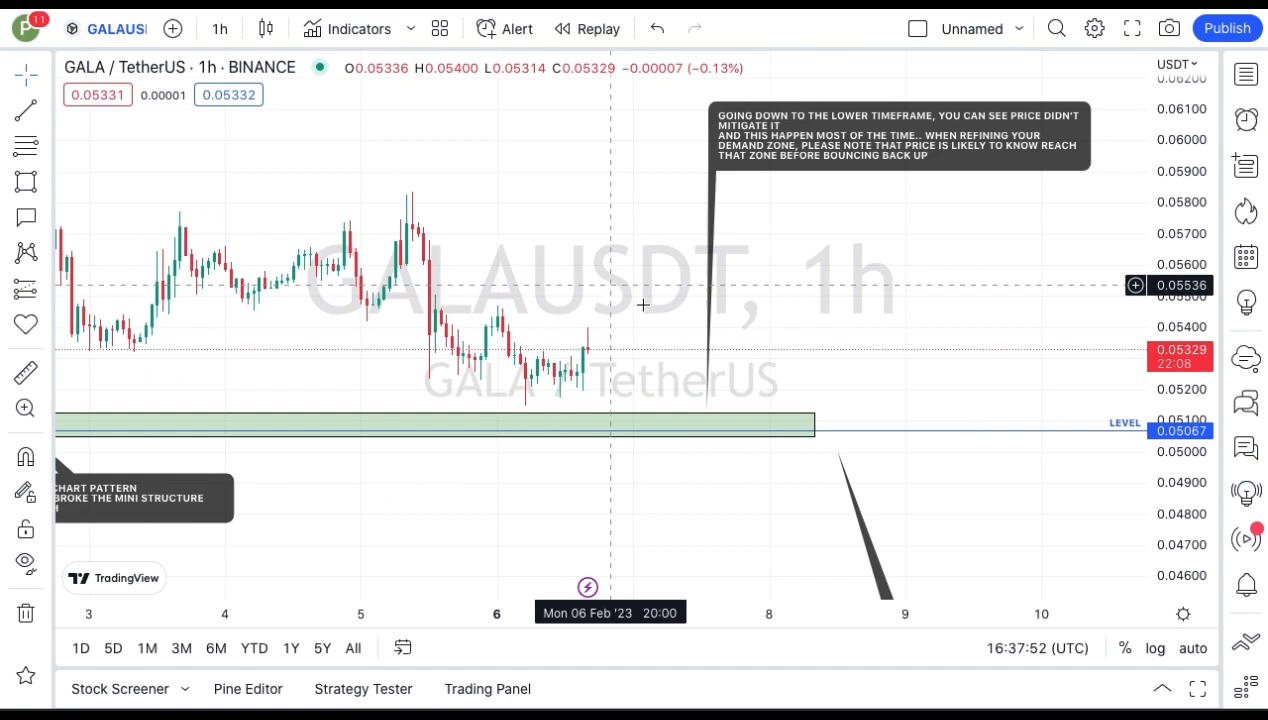 P 11 GALAUS 1h Indicators Alert Replay Unnamed Publish
GALA / TetherUS · 1h · BINANCE O0.05336 H0.05400 L0.05314 C0.05329 −0.00007 (−0.13%)
0.05331 0.00001 0.05332
USDT
0.06200
0.06100
0.06000
0.05900
0.05800
0.05700
0.05600
0.05536
0.05500
0.05400
0.05329
22:08
0.05200
0.05100
LEVEL 0.05067
0.05000
0.04900
0.04800
0.04700
0.04600
GOING DOWN TO THE LOWER TIMEFRAME, YOU CAN SEE PRICE DIDN'T
MITIGATE IT
AND THIS HAPPEN MOST OF THE TIME.. WHEN REFINING YOUR
DEMAND ZONE, PLEASE NOTE THAT PRICE IS LIKELY TO KNOW REACH
THAT ZONE BEFORE BOUNCING BACK UP
GALAUSDT, 1h
GALA / TetherUS
CHART PATTERN
BROKE THE MINI STRUCTURE
H
TradingView
3 4 5 6 Mon 06 Feb '23 20:00 8 9 10
1D 5D 1M 3M 6M YTD 1Y 5Y All 16:37:52 (UTC) % log auto
Stock Screener Pine Editor Strategy Tester Trading Panel